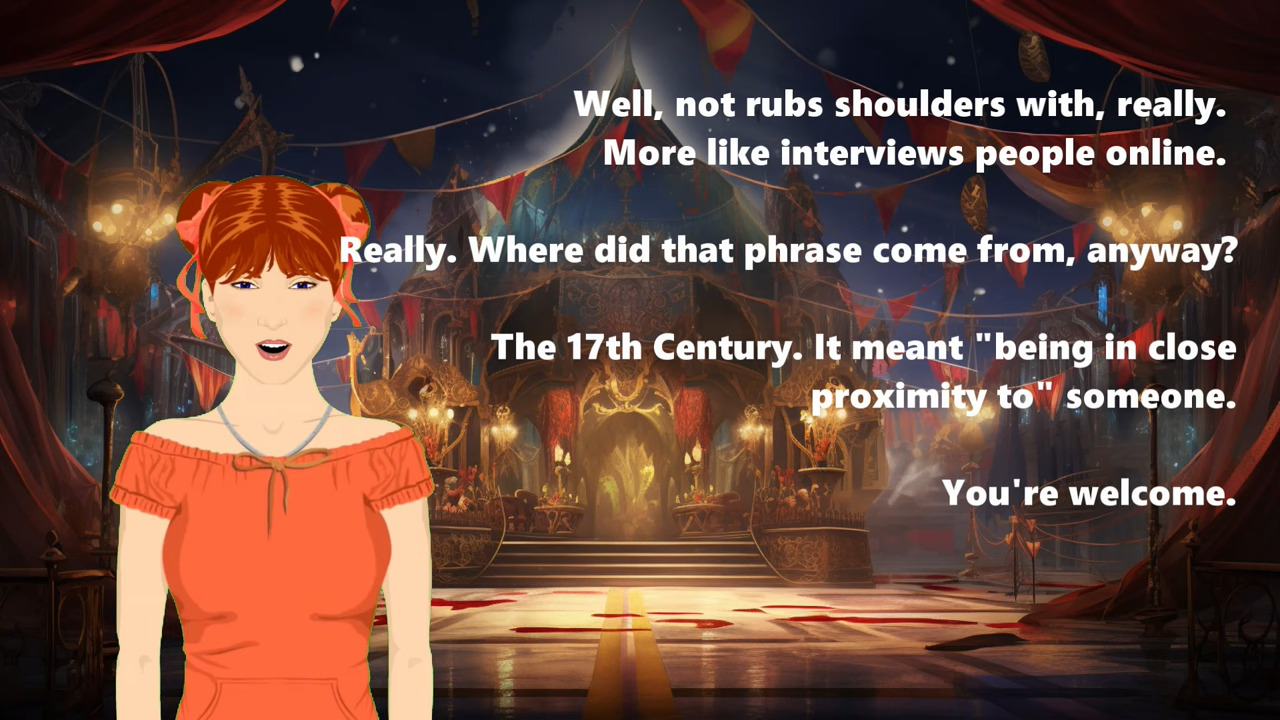 Well, not rubs shoulders with, really.
More like interviews people online.
Really. Where did that phrase come from, anyway?
The 17th Century. It meant "being in close
proximity to" someone.
You're welcome.